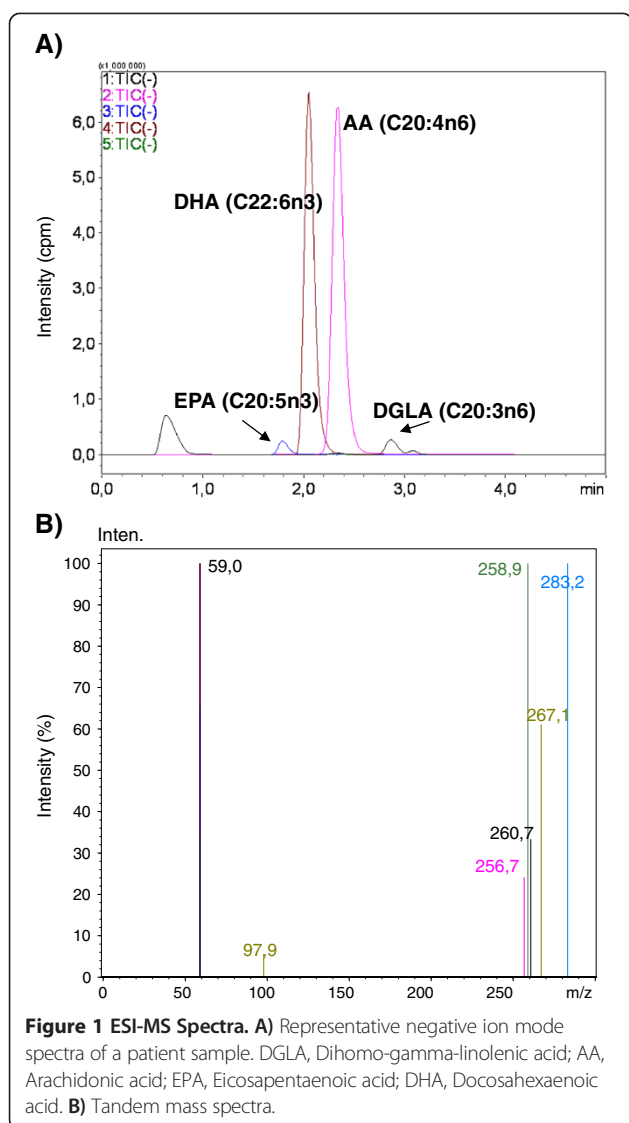 A)
(x1,000,000)
1:TIC(-)
2:TIC(-)
3:TIC(-)
4:TIC(-)
5:TIC(-)
AA (C20:4n6)
DHA (C22:6n3)
EPA (C20:5n3)
DGLA (C20:3n6)
Intensity (cpm)
6,0
5,0
4,0
3,0
2,0
1,0
0,0
0,0 1,0 2,0 3,0 4,0 min
B)
Inten.
100
90
80
70
60
50
40
30
20
10
0
Intensity (%)
59,0
258,9
283,2
267,1
260,7
256,7
97,9
0 50 100 150 200 250 m/z
Figure 1 ESI-MS Spectra. A) Representative negative ion mode
spectra of a patient sample. DGLA, Dihomo-gamma-linolenic acid; AA,
Arachidonic acid; EPA, Eicosapentaenoic acid; DHA, Docosahexaenoic
acid. B) Tandem mass spectra.